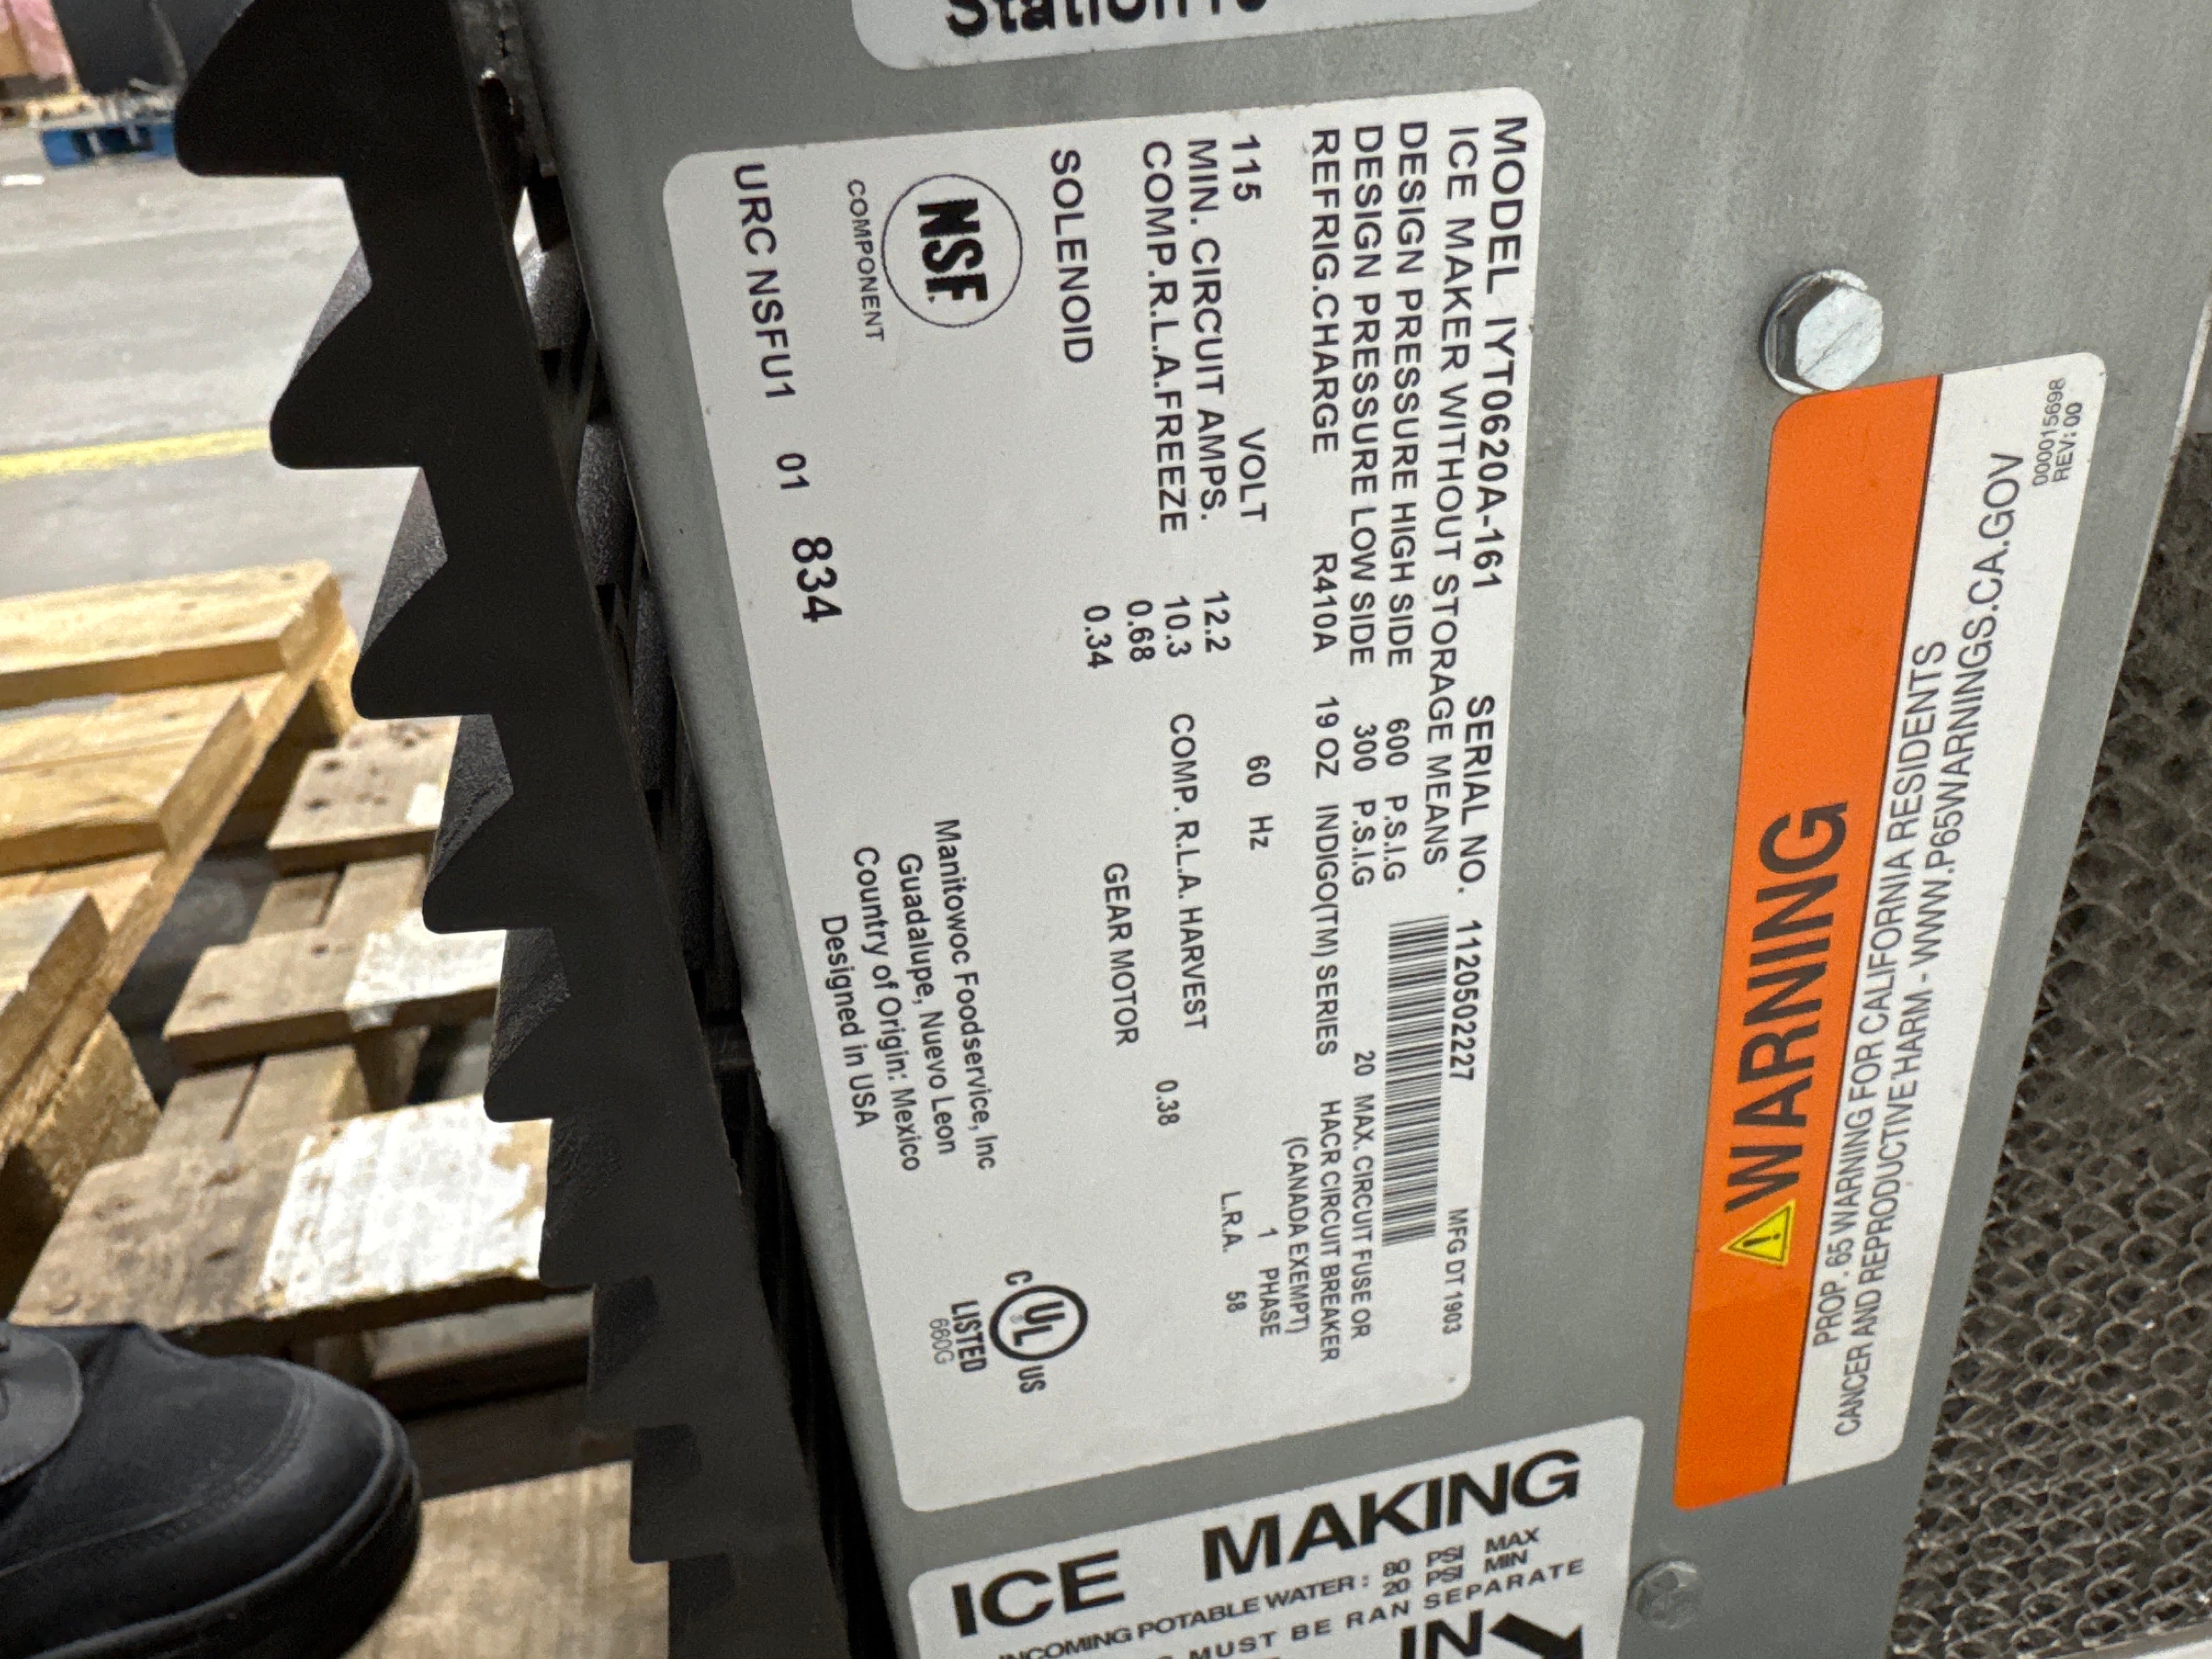 MODEL IYT0620A-161 SERIAL NO. 1120502227 MFG DT 1903
ICE MAKER WITHOUT STORAGE MEANS
DESIGN PRESSURE HIGH SIDE 600 P.S.I.G 20 MAX. CIRCUIT FUSE OR
DESIGN PRESSURE LOW SIDE 300 P.S.I.G HACR CIRCUIT BREAKER
REFRIG.CHARGE R410A 19 OZ INDIGO(TM) SERIES (CANADA EXEMPT)
115 VOLT 60 Hz 1 PHASE
MIN. CIRCUIT AMPS. 12.2 L.R.A. 58
COMP.R.L.A.FREEZE 10.3 COMP. R.L.A. HARVEST
0.68 0.38
SOLENOID 0.34 GEAR MOTOR
NSF
COMPONENT
Manitowoc Foodservice, Inc
Guadalupe, Nuevo Leon
Country of Origin: Mexico
Designed in USA
C UL US
LISTED
660G
URC NSFU1 01 834
0000015698
REV: 00
WARNING
PROP. 65 WARNING FOR CALIFORNIA RESIDENTS
CANCER AND REPRODUCTIVE HARM - WWW.P65WARNINGS.CA.GOV
ICE MAKING
INCOMING POTABLE WATER: 80 PSI MAX
20 PSI MIN
MUST BE RAN SEPARATE
IN